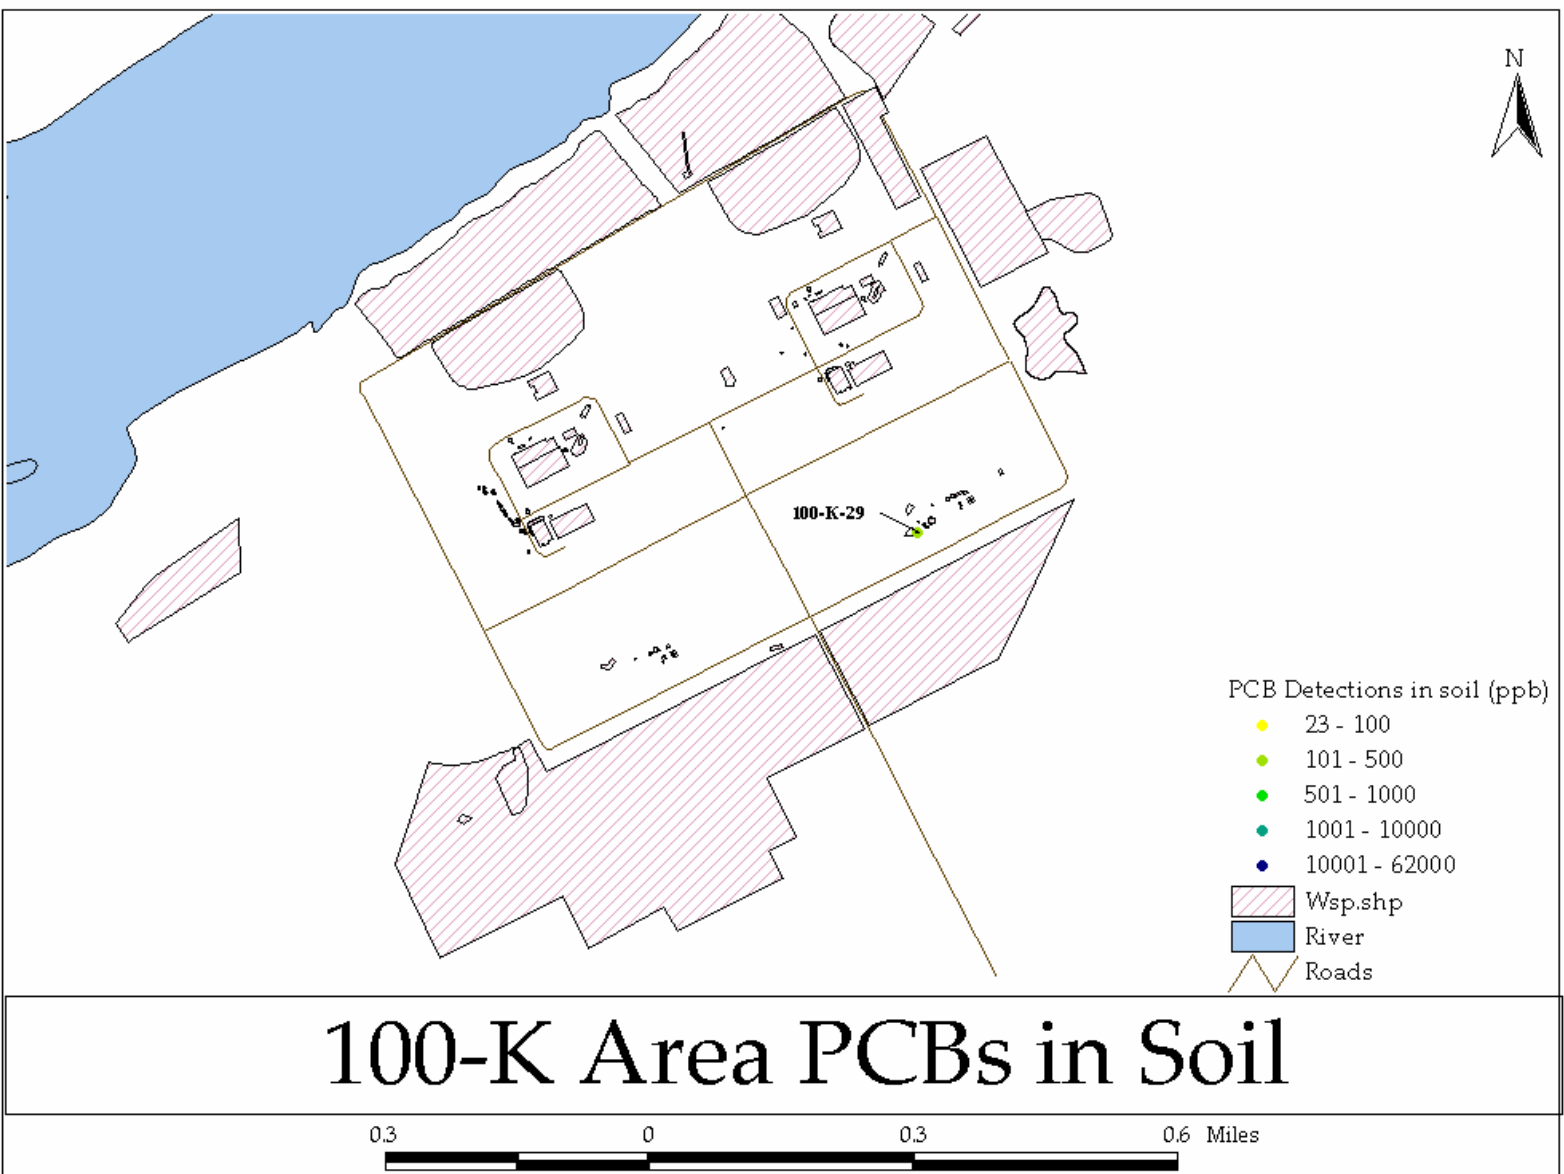 N
100-K-29
PCB Detections in soil (ppb)
23 - 100
101 - 500
501 - 1000
1001 - 10000
10001 - 62000
Wsp.shp
River
Roads
100-K Area PCBs in Soil
0.3 0 0.3 0.6 Miles